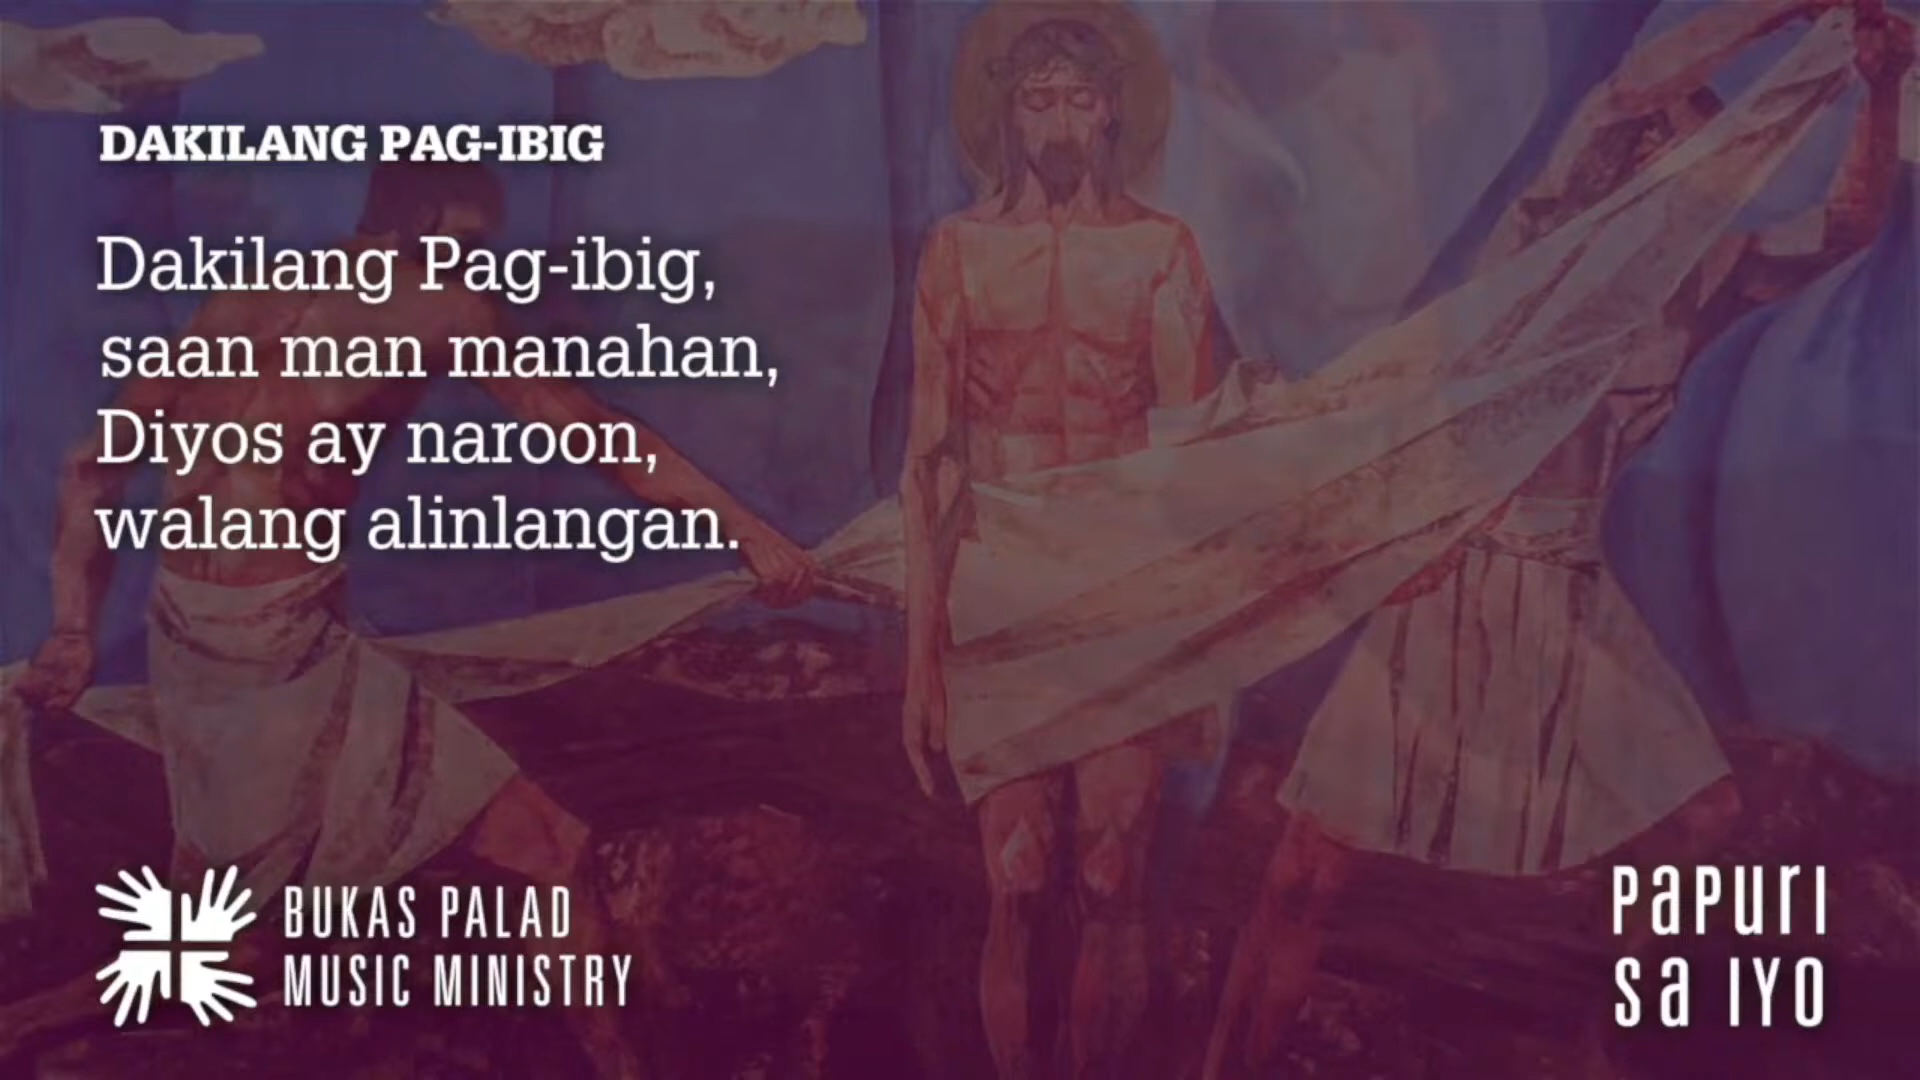 DAKILANG PAG-IBIG
Dakilang Pag-ibig,
saan man manahan,
Diyos ay naroon,
walang alinlangan.
BUKAS PALAD
MUSIC MINISTRY
PaPUrI
sa IYO